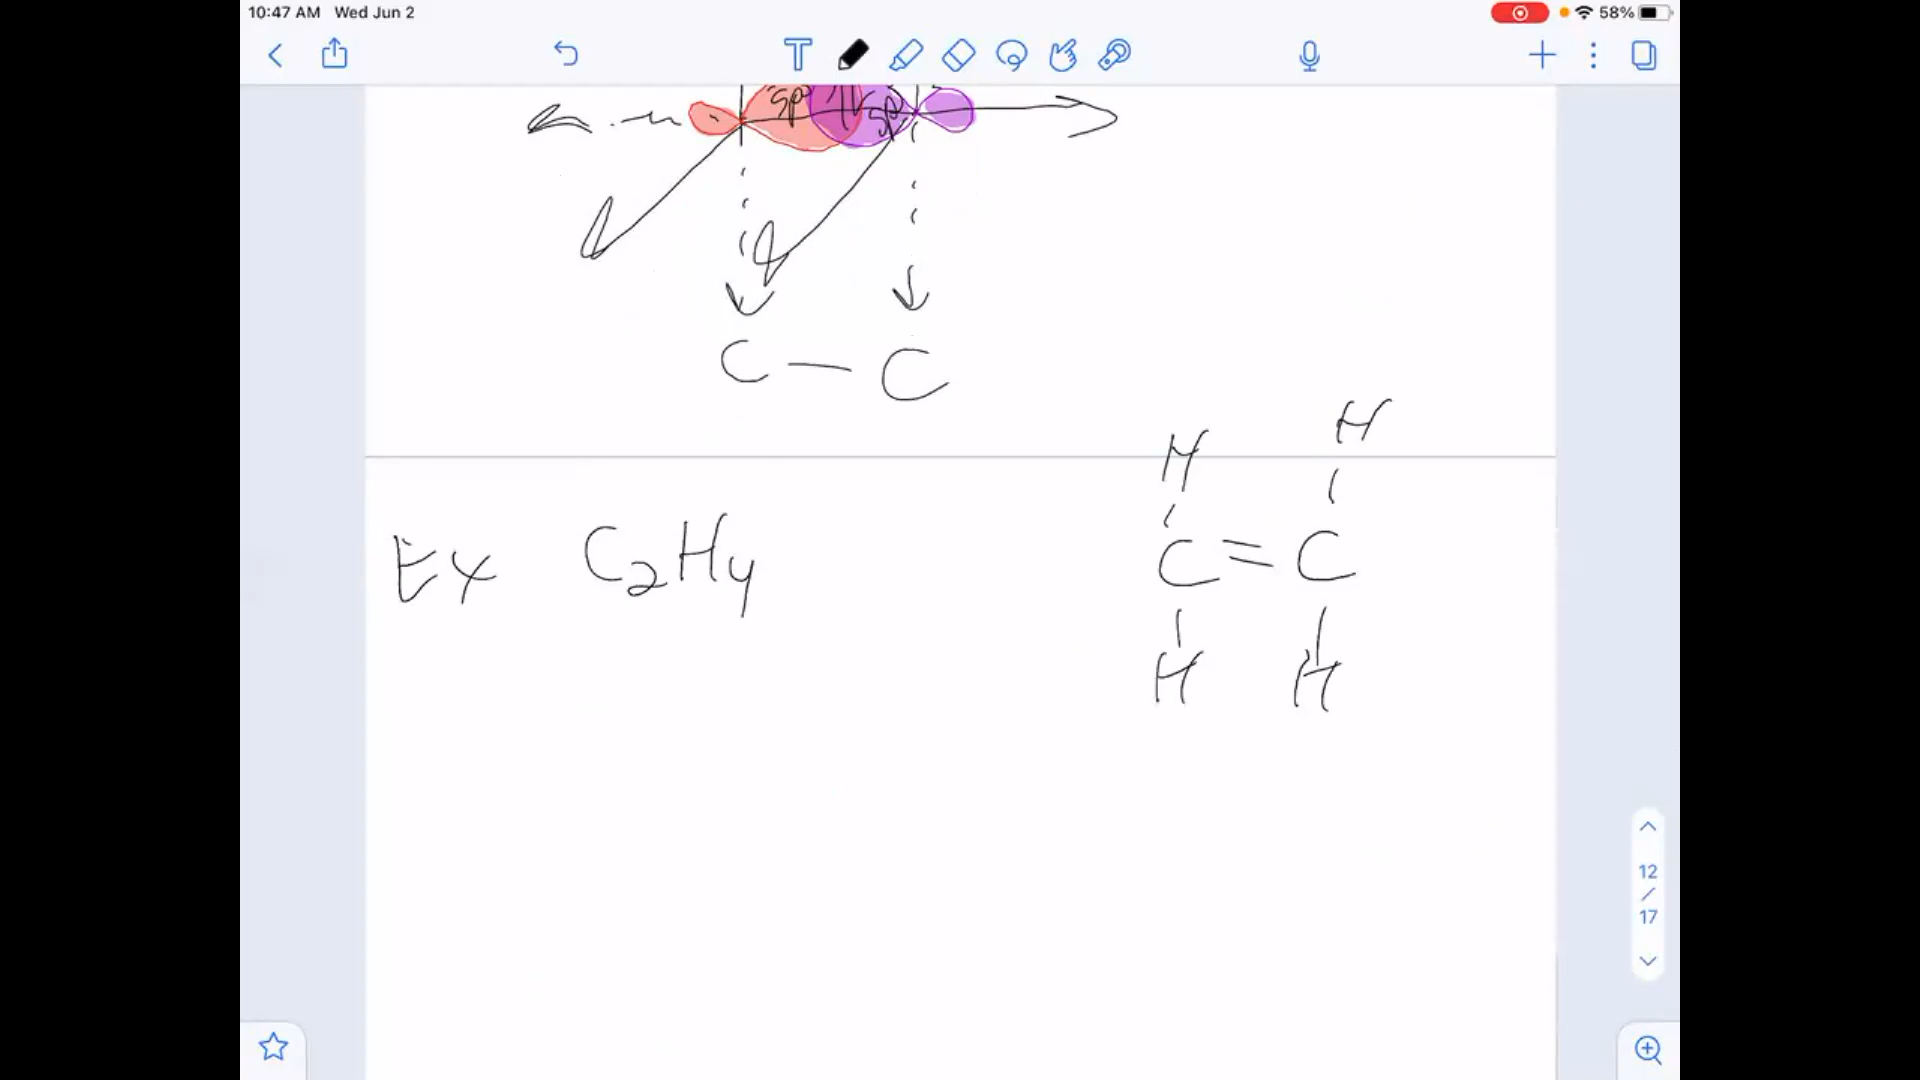 10:47 AM Wed Jun 2
58%
T
sp
sp
C — C
H H
Ex C₂H₄
C = C
H H
12
/
17